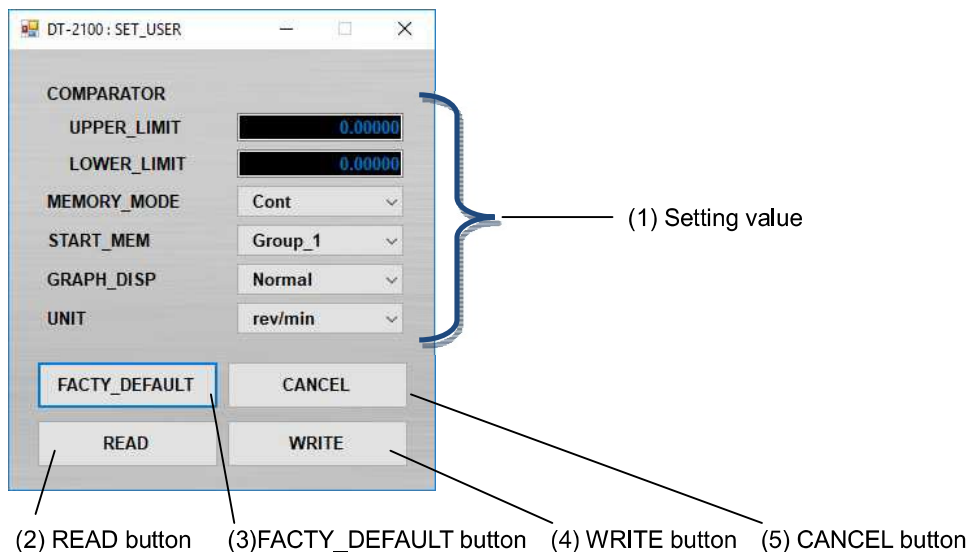 DT-2100 : SET_USER
COMPARATOR
UPPER_LIMIT 0.00000
LOWER_LIMIT 0.00000
MEMORY_MODE Cont
START_MEM Group_1
GRAPH_DISP Normal
UNIT rev/min
(1) Setting value
FACTY_DEFAULT CANCEL
READ WRITE
(2) READ button (3)FACTY_DEFAULT button (4) WRITE button (5) CANCEL button